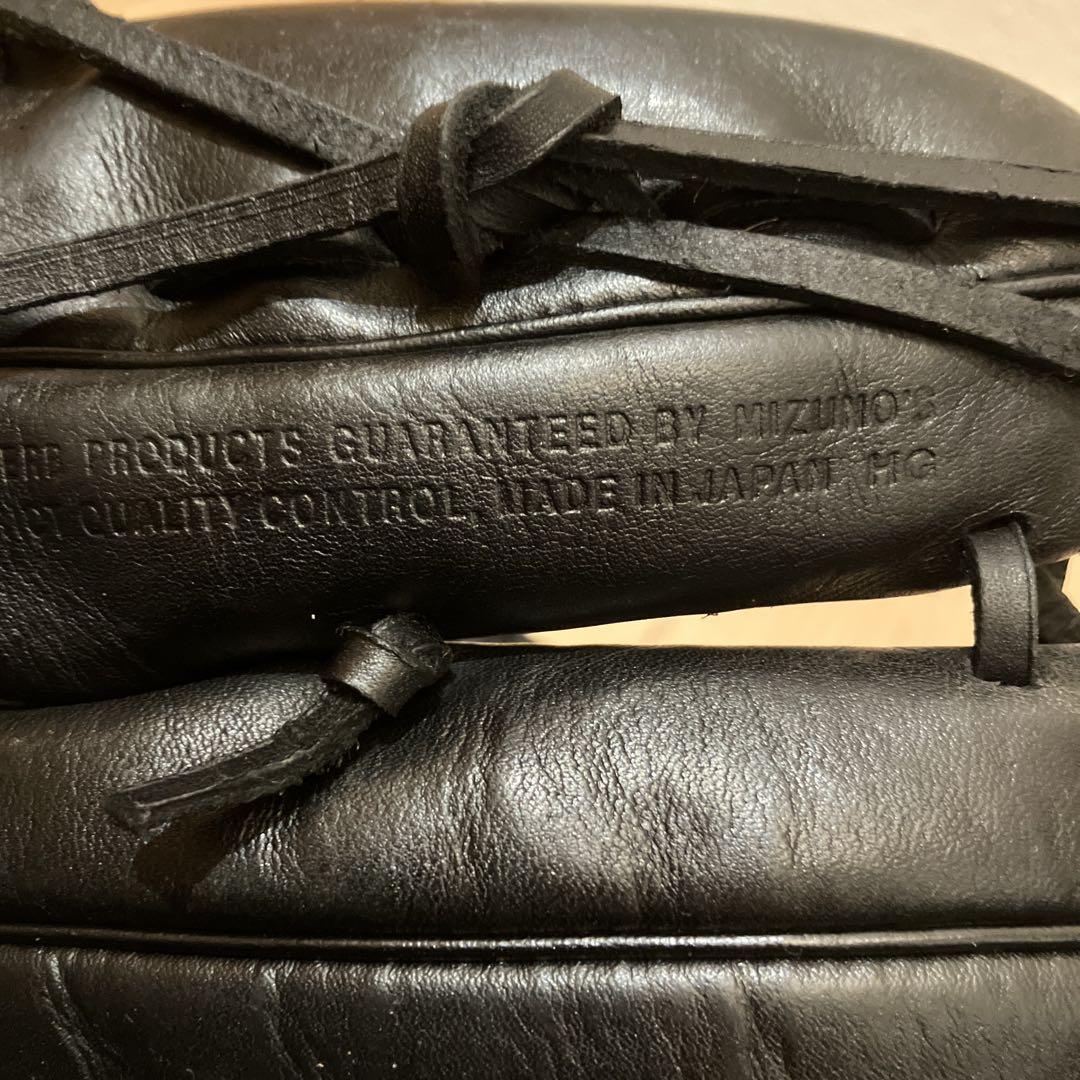 PRODUCTS GUARANTEED BY MIZUNO'S
QUALITY CONTROL, MADE IN JAPAN HG